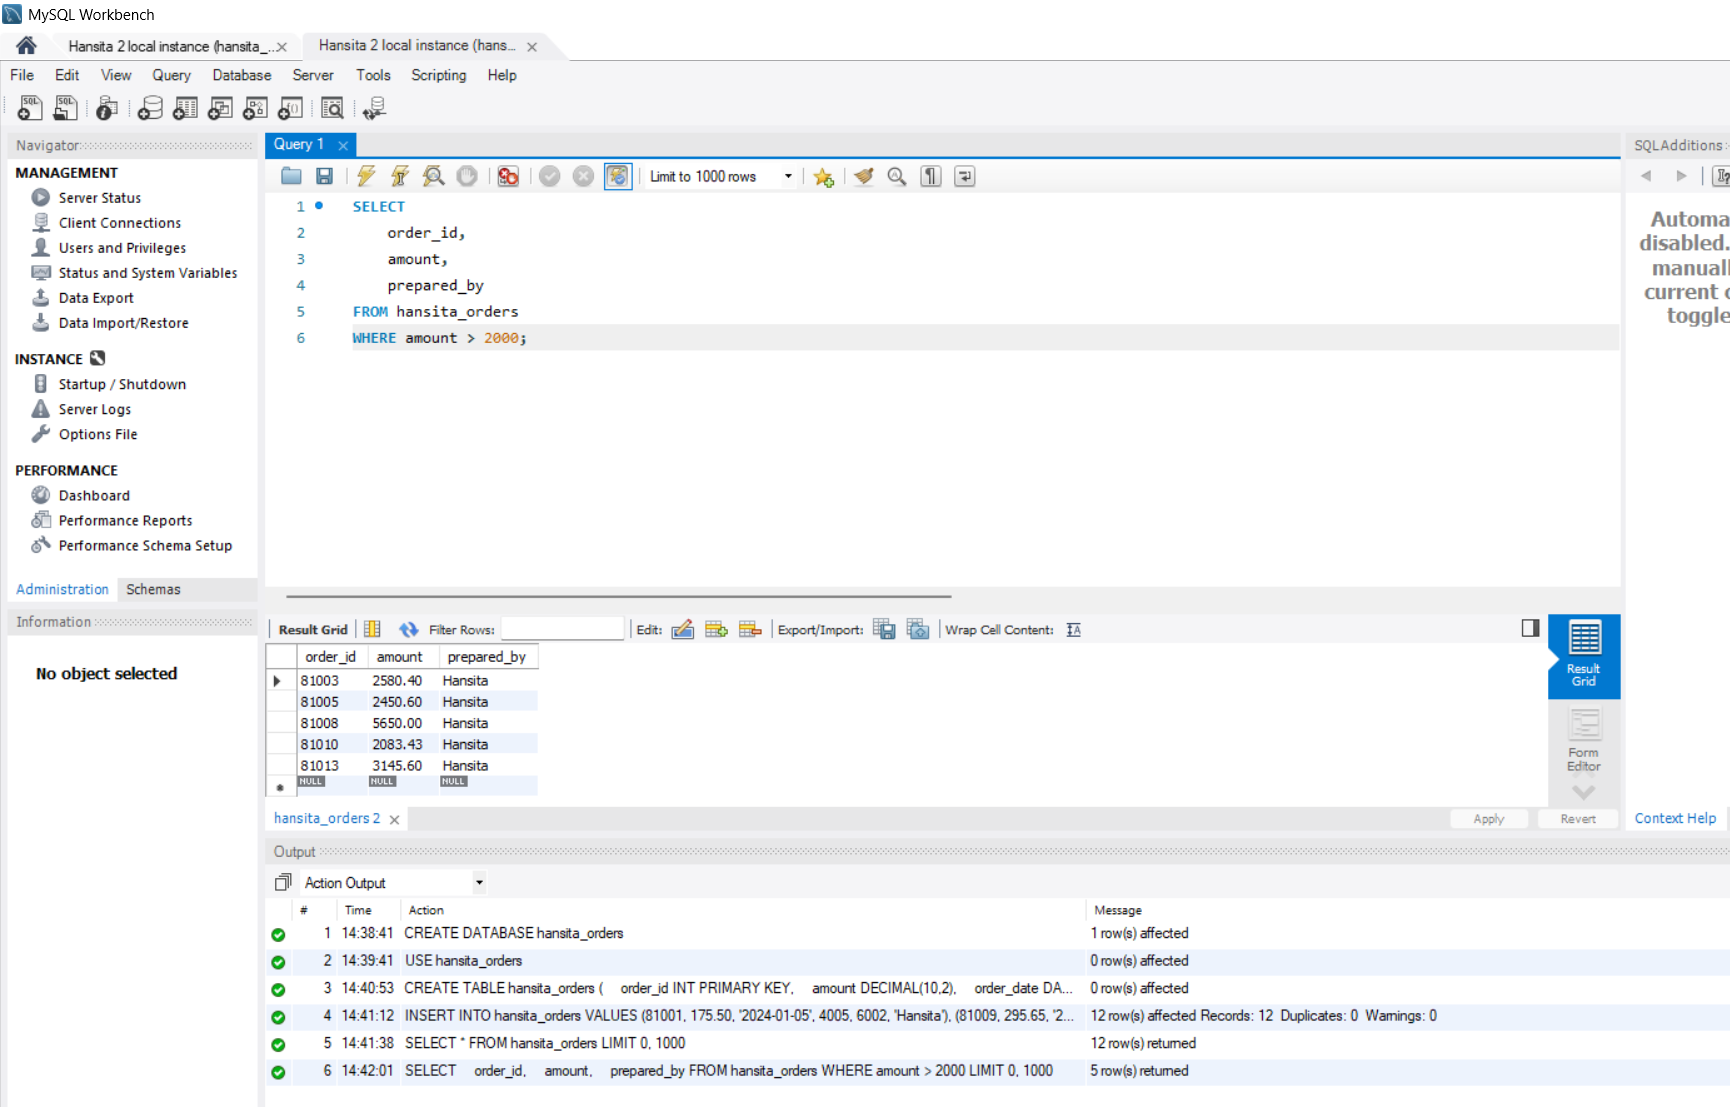 MySQL Workbench
Hansita 2 local instance (hansita_... Hansita 2 local instance (hans...
File Edit View Query Database Server Tools Scripting Help
Navigator
MANAGEMENT
Server Status
Client Connections
Users and Privileges
Status and System Variables
Data Export
Data Import/Restore
INSTANCE
Startup / Shutdown
Server Logs
Options File
PERFORMANCE
Dashboard
Performance Reports
Performance Schema Setup
Administration Schemas
Information
No object selected
Query 1
Limit to 1000 rows
1 SELECT
2 order_id,
3 amount,
4 prepared_by
5 FROM hansita_orders
6 WHERE amount > 2000;
Result Grid Filter Rows: Edit: Export/Import: Wrap Cell Content:
order_id amount prepared_by
81003 2580.40 Hansita
81005 2450.60 Hansita
81008 5650.00 Hansita
81010 2083.43 Hansita
81013 3145.60 Hansita
NULL NULL NULL
Result
Grid
Form
Editor
hansita_orders 2
Apply Revert
SQLAdditions
Automa
disabled.
manuall
current c
toggle
Context Help
Output
Action Output
# Time Action Message
1 14:38:41 CREATE DATABASE hansita_orders 1 row(s) affected
2 14:39:41 USE hansita_orders 0 row(s) affected
3 14:40:53 CREATE TABLE hansita_orders ( order_id INT PRIMARY KEY, amount DECIMAL(10,2), order_date DA... 0 row(s) affected
4 14:41:12 INSERT INTO hansita_orders VALUES (81001, 175.50, '2024-01-05', 4005, 6002, 'Hansita'), (81009, 295.65, '2... 12 row(s) affected Records: 12 Duplicates: 0 Warnings: 0
5 14:41:38 SELECT * FROM hansita_orders LIMIT 0, 1000 12 row(s) returned
6 14:42:01 SELECT order_id, amount, prepared_by FROM hansita_orders WHERE amount > 2000 LIMIT 0, 1000 5 row(s) returned